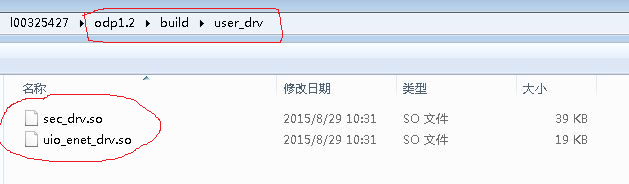 l00325427 ▸ odp1.2 ▸ build ▸ user_drv
名称 修改日期 类型 大小
sec_drv.so 2015/8/29 10:31 SO 文件 39 KB
uio_enet_drv.so 2015/8/29 10:31 SO 文件 19 KB